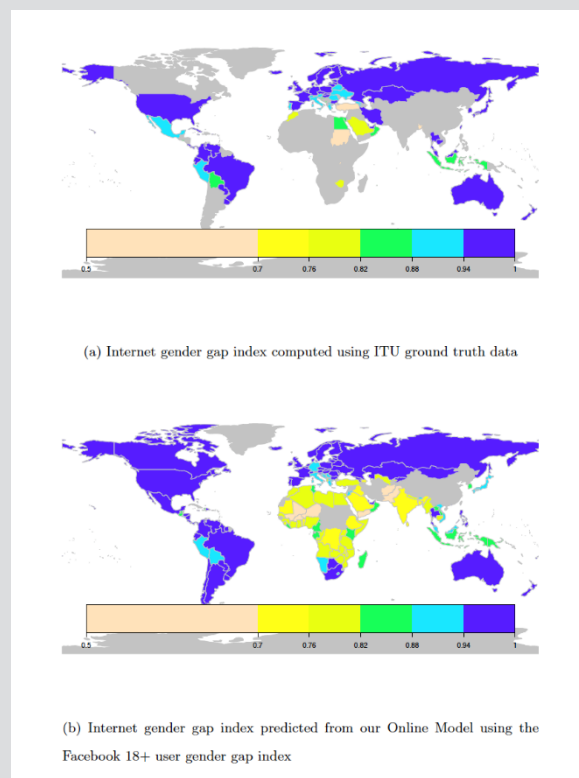 0.5 0.7 0.76 0.82 0.88 0.94 1
(a) Internet gender gap index computed using ITU ground truth data
0.5 0.7 0.76 0.82 0.88 0.94 1
(b) Internet gender gap index predicted from our Online Model using the
Facebook 18+ user gender gap index